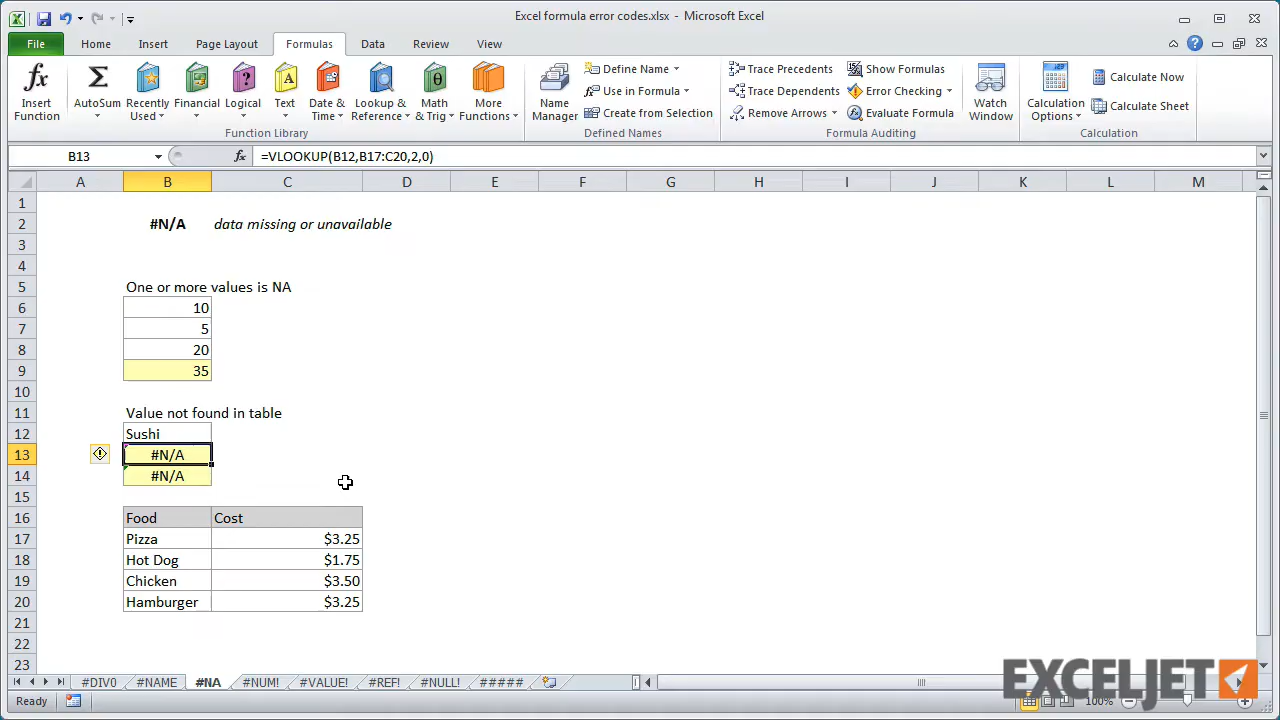 Excel formula error codes.xlsx - Microsoft Excel
File Home Insert Page Layout Formulas Data Review View
Insert Function
AutoSum
Recently Used
Financial
Logical
Text
Date & Time
Lookup & Reference
Math & Trig
More Functions
Function Library
Name Manager
Define Name
Use in Formula
Create from Selection
Defined Names
Trace Precedents
Trace Dependents
Remove Arrows
Show Formulas
Error Checking
Evaluate Formula
Formula Auditing
Watch Window
Calculation Options
Calculate Now
Calculate Sheet
Calculation
B13 fx =VLOOKUP(B12,B17:C20,2,0)
A B C D E F G H I J K L M
1
2 #N/A data missing or unavailable
3
4
5 One or more values is NA
6 10
7 5
8 20
9 35
10
11 Value not found in table
12 Sushi
13 #N/A
14 #N/A
15
16 Food Cost
17 Pizza $3.25
18 Hot Dog $1.75
19 Chicken $3.50
20 Hamburger $3.25
21
22
23
#DIV0 #NAME #NA #NUM! #VALUE! #REF! #NULL! #####
EXCELJET
Ready 100%